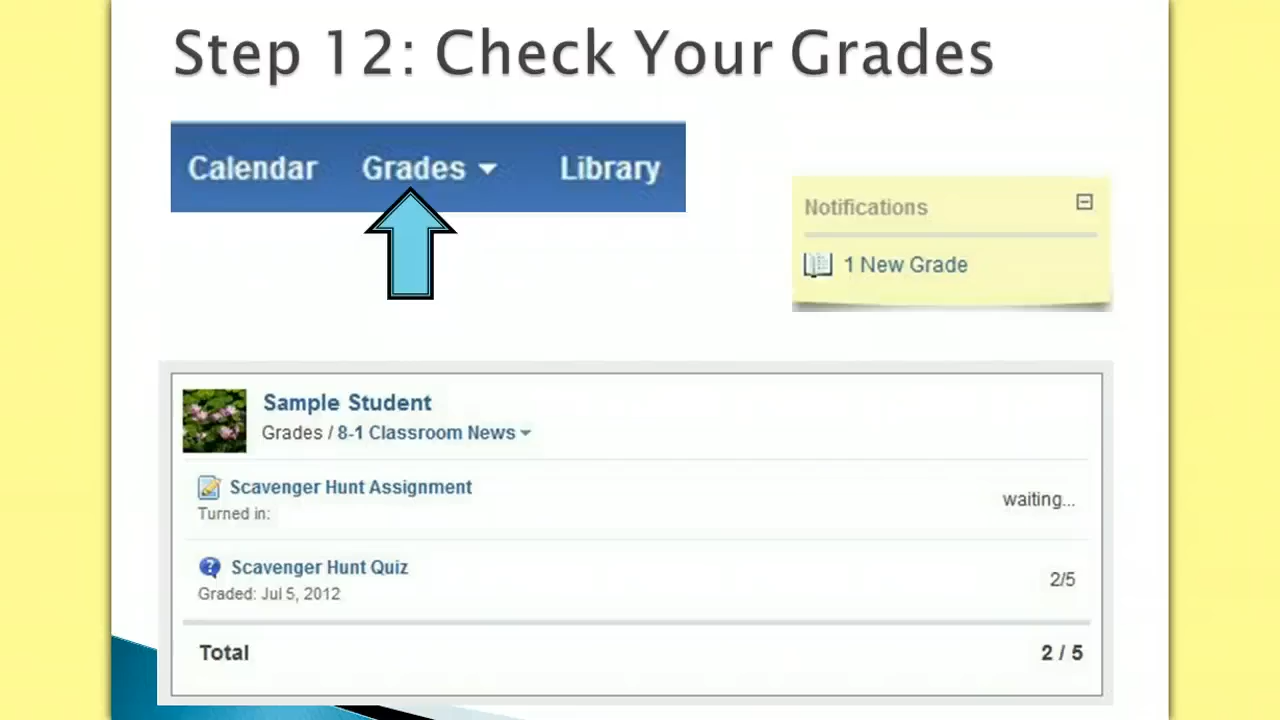 Step 12: Check Your Grades
Calendar Grades Library
Notifications
1 New Grade
Sample Student
Grades / 8-1 Classroom News
Scavenger Hunt Assignment
Turned in:
waiting...
Scavenger Hunt Quiz
Graded: Jul 5, 2012
2/5
Total 2 / 5